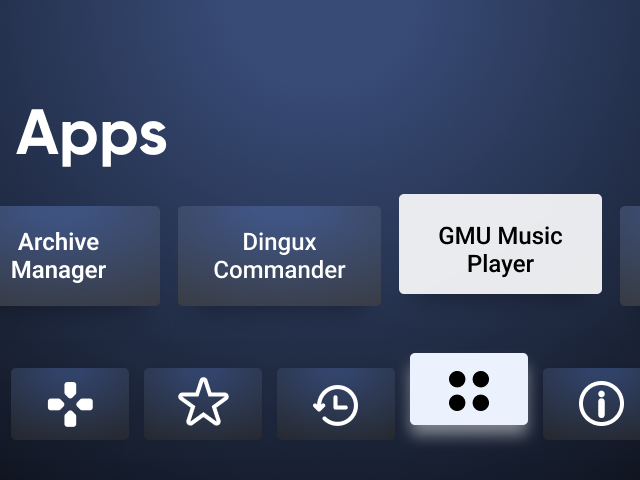 Apps
Archive
Manager
Dingux
Commander
GMU Music
Player